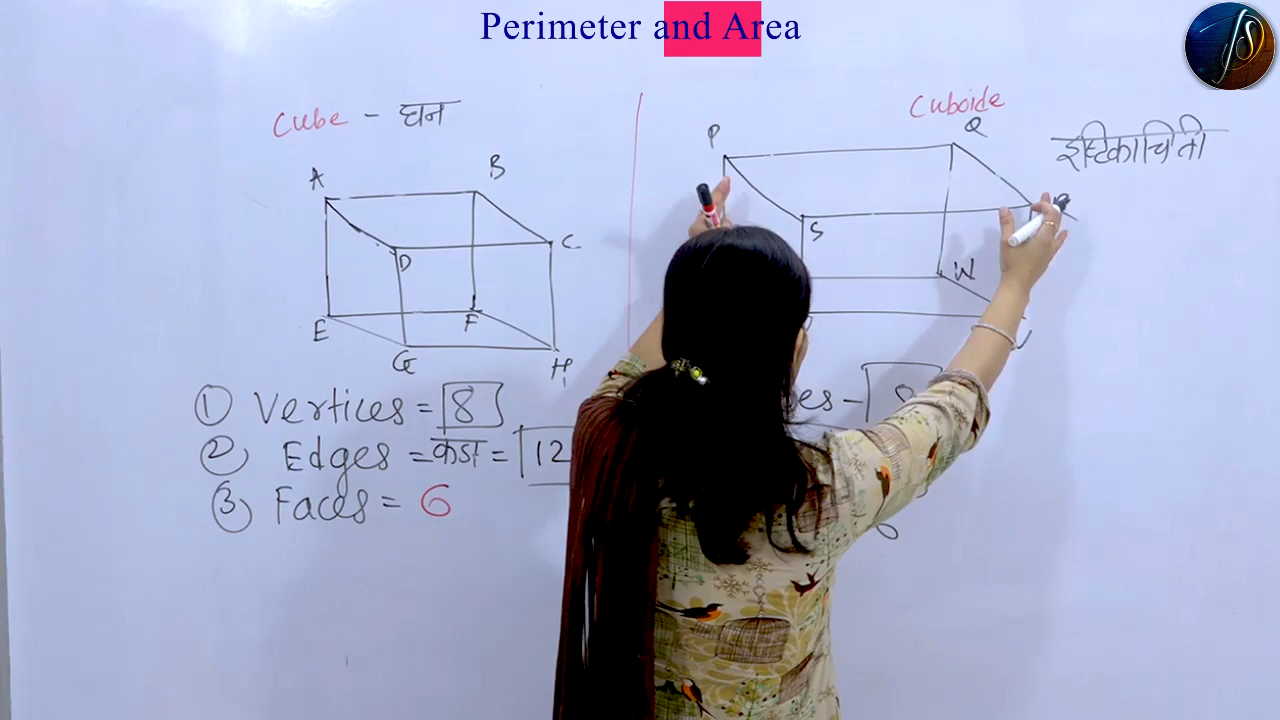 Perimeter and Area
Cube - घन
A
B
C
D
E
F
G
H
① Vertices = 8
② Edges = कडा = 12
③ Faces = 6
Cuboide
इष्टिकाचिती
P
Q
S
W